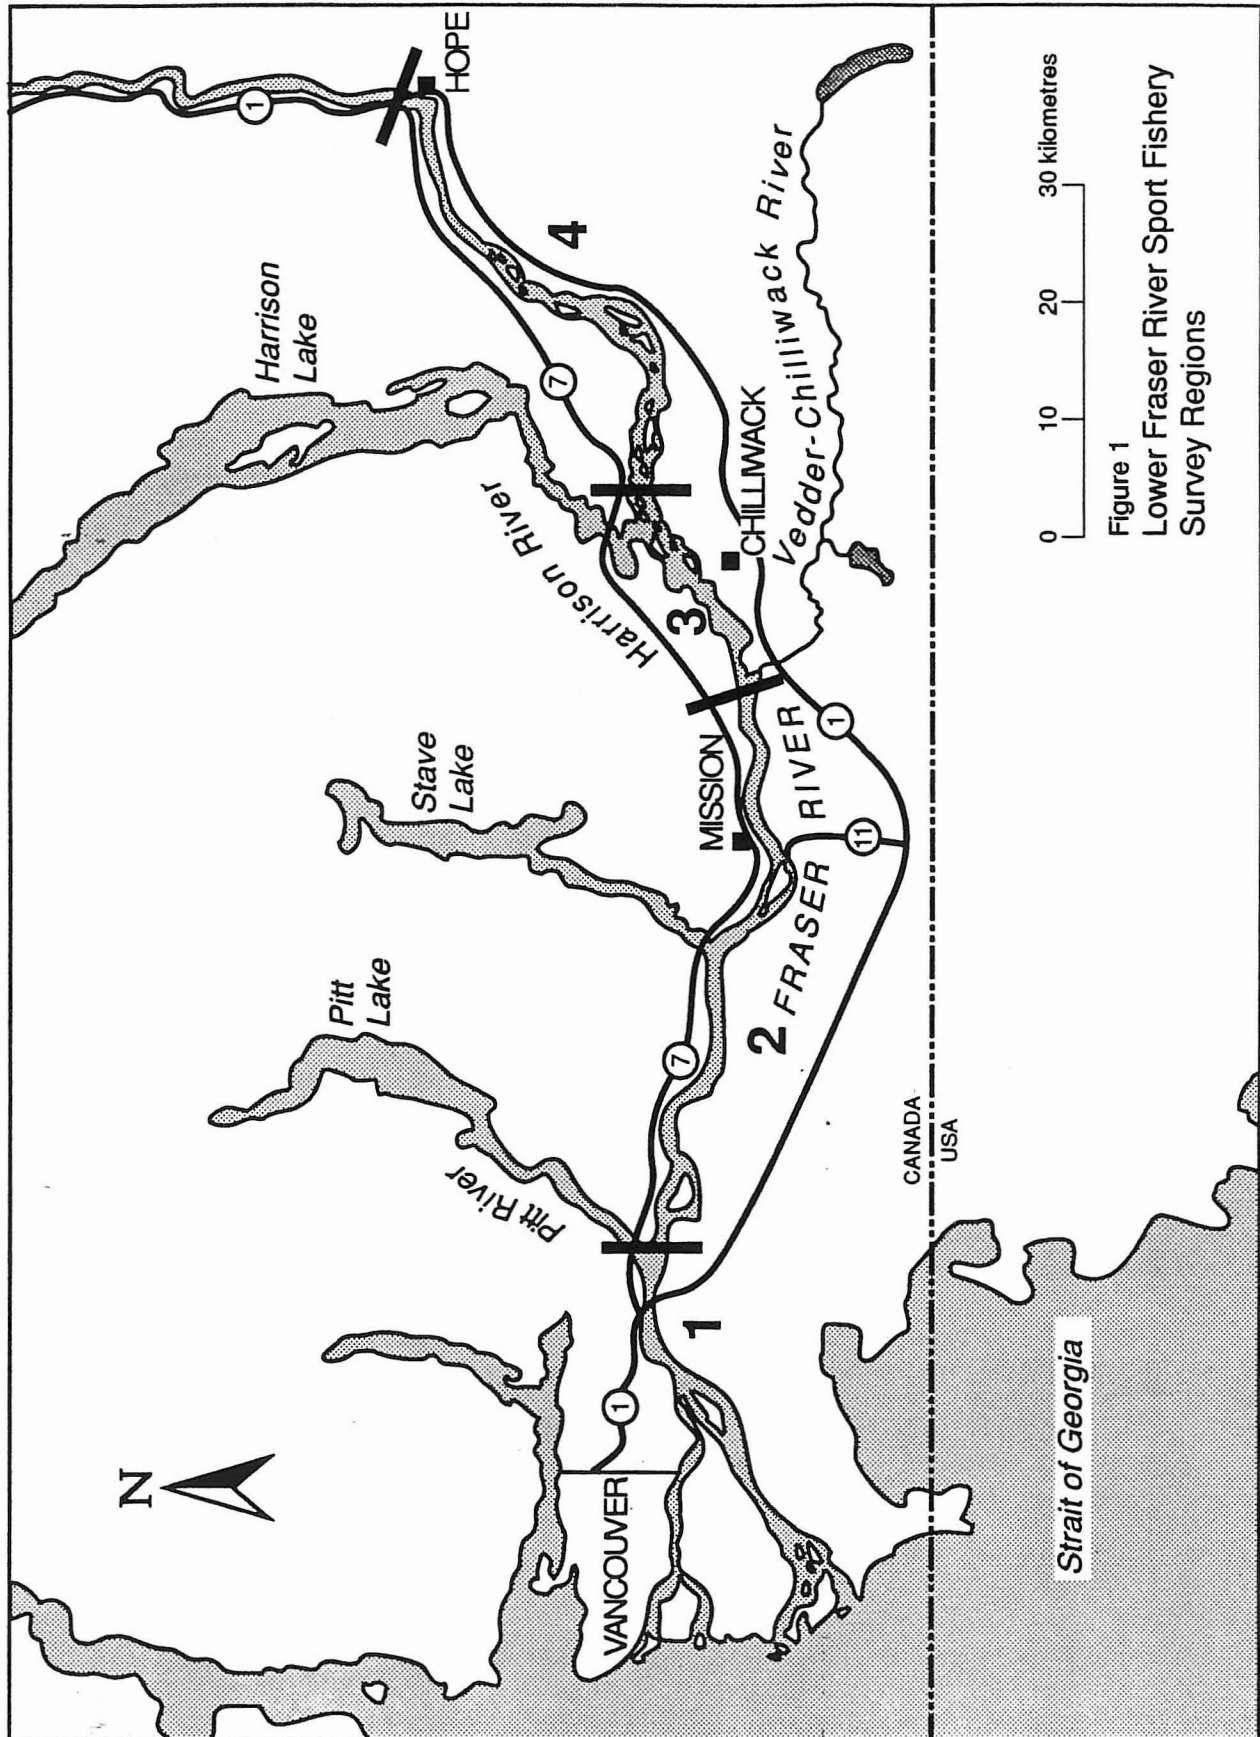 N
VANCOUVER
1
1
Pitt River
Pitt
Lake
7
2
FRASER RIVER
Stave
Lake
MISSION
11
1
3
Harrison River
Harrison
Lake
7
CHILLIWACK
Vedder-Chilliwack River
4
HOPE
1
CANADA
USA
Strait of Georgia
0 10 20 30 kilometres
Figure 1
Lower Fraser River Sport Fishery
Survey Regions